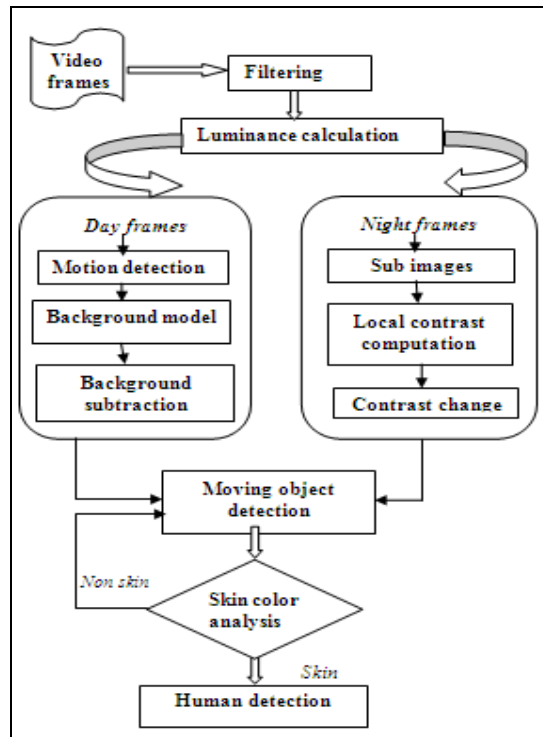 Video
frames
Filtering
Luminance calculation
Day frames
Motion detection
Background model
Background
subtraction
Night frames
Sub images
Local contrast
computation
Contrast change
Moving object
detection
Non skin
Skin color
analysis
Skin
Human detection